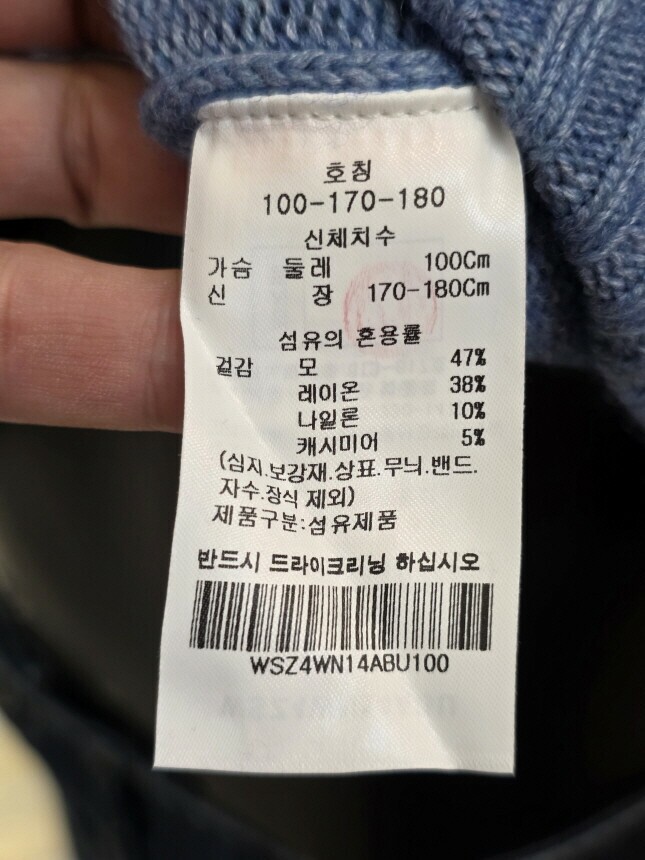 호칭
100-170-180
신체치수
가슴 둘레 100Cm
신 장 170-180Cm
섬유의 혼용률
겉감 모 47%
레이온 38%
나일론 10%
캐시미어 5%
(심지.보강재.상표.무늬.밴드.
자수.장식 제외)
제품구분:섬유제품
반드시 드라이크리닝 하십시오
WSZ4WN14ABU100